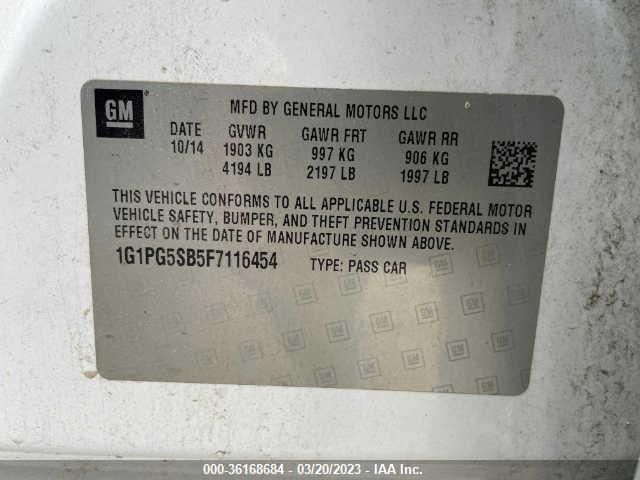 GM
MFD BY GENERAL MOTORS LLC
DATE GVWR GAWR FRT GAWR RR
10/14 1903 KG 997 KG 906 KG
4194 LB 2197 LB 1997 LB
THIS VEHICLE CONFORMS TO ALL APPLICABLE U.S. FEDERAL MOTOR
VEHICLE SAFETY, BUMPER, AND THEFT PREVENTION STANDARDS IN
EFFECT ON THE DATE OF MANUFACTURE SHOWN ABOVE.
1G1PG5SB5F7116454 TYPE: PASS CAR
000-36168684 - 03/20/2023 - IAA Inc.